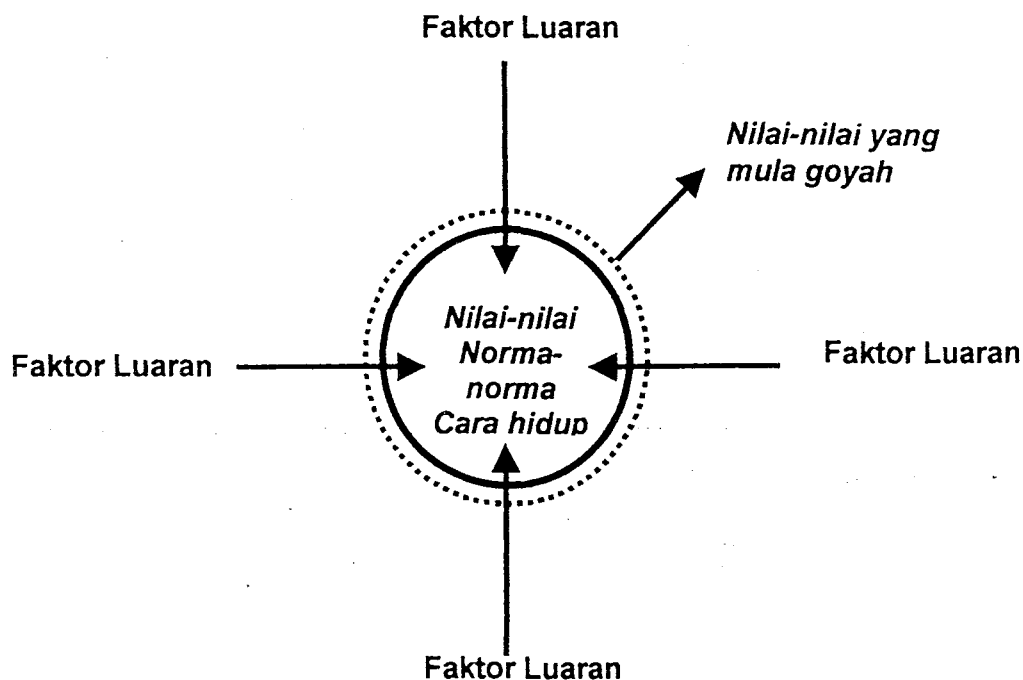 Faktor Luaran
Nilai-nilai yang
mula goyah
Nilai-nilai
Norma-
norma
Cara hidup
Faktor Luaran
Faktor Luaran
Faktor Luaran